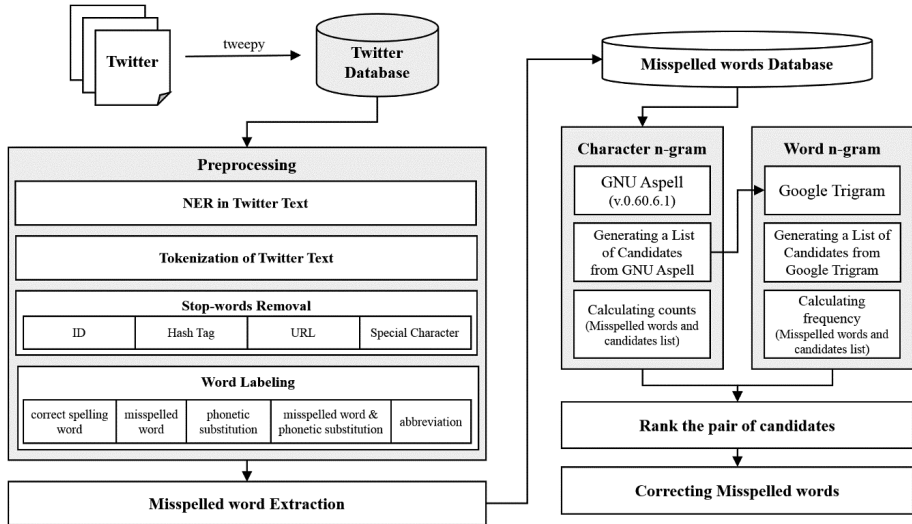 Twitter
tweepy
Twitter
Database
Preprocessing
NER in Twitter Text
Tokenization of Twitter Text
Stop-words Removal
ID
Hash Tag
URL
Special Character
Word Labeling
correct spelling
word
misspelled
word
phonetic
substitution
misspelled word &
phonetic substitution
abbreviation
Misspelled word Extraction
Misspelled words Database
Character n-gram
GNU Aspell
(v.0.60.6.1)
Generating a List
of Candidates
from GNU Aspell
Calculating counts
(Misspelled words and
candidates list)
Word n-gram
Google Trigram
Generating a List of
Candidates from
Google Trigram
Calculating
frequency
(Misspelled words and
candidates list)
Rank the pair of candidates
Correcting Misspelled words